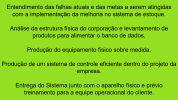 Entendimento das falhas atuais e das metas a serem atingidas
com a implementação da melhoria no sistema de estoque.
Análise da estrutura física do corporação e levantamento de
produtos para alimentar o banco de dados.
Produção do equipamento físico sobre medida.
Produção de um sistema de controle eficiente dentro do projeto da
empresa.
Entrega do Sistema junto com o aparelho físico e prévio
treinamento para a equipe operacional do cliente.